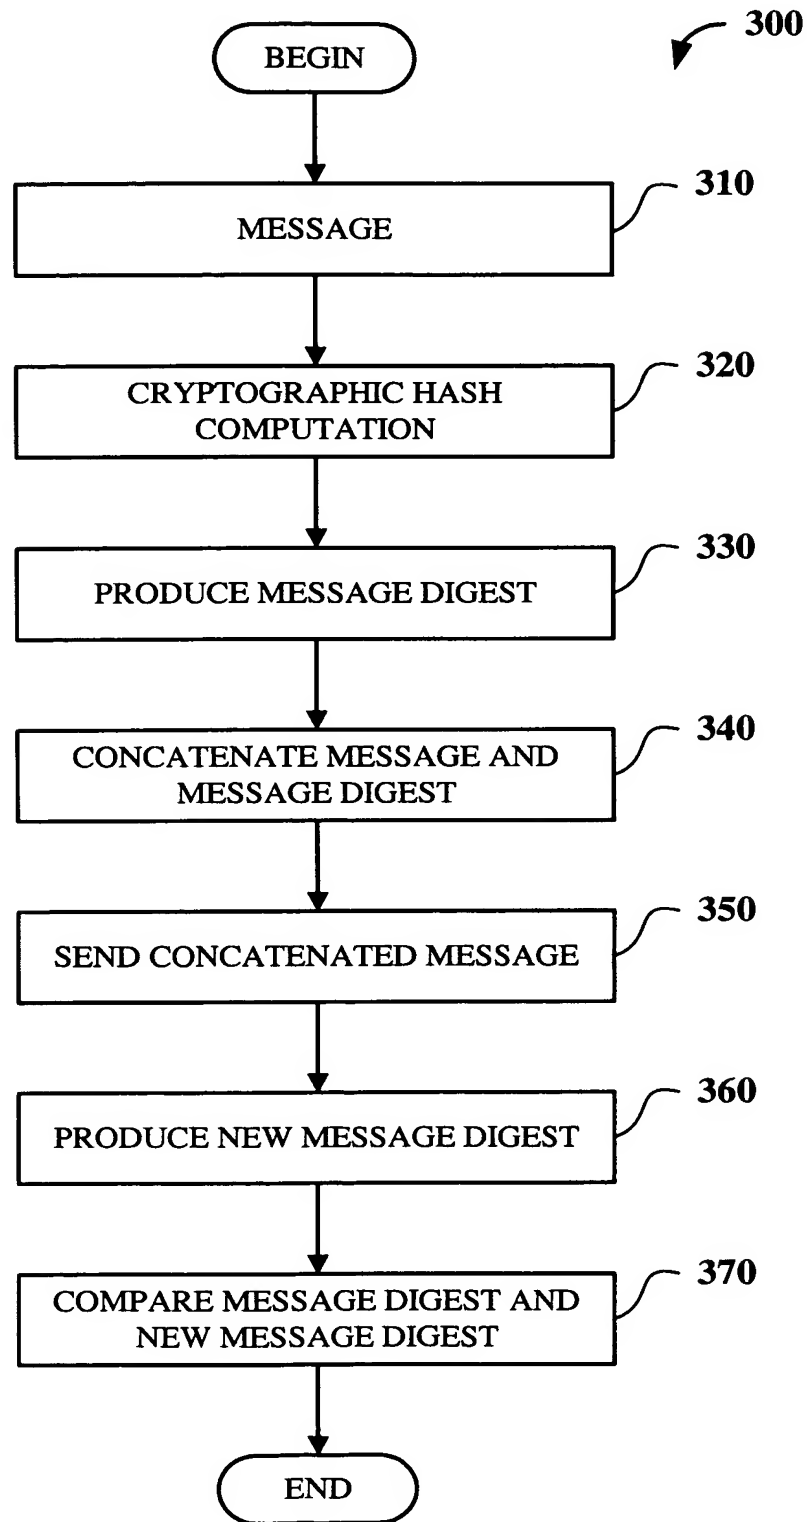 300
BEGIN
310
MESSAGE
320
CRYPTOGRAPHIC HASH
COMPUTATION
330
PRODUCE MESSAGE DIGEST
340
CONCATENATE MESSAGE AND
MESSAGE DIGEST
350
SEND CONCATENATED MESSAGE
360
PRODUCE NEW MESSAGE DIGEST
370
COMPARE MESSAGE DIGEST AND
NEW MESSAGE DIGEST
END